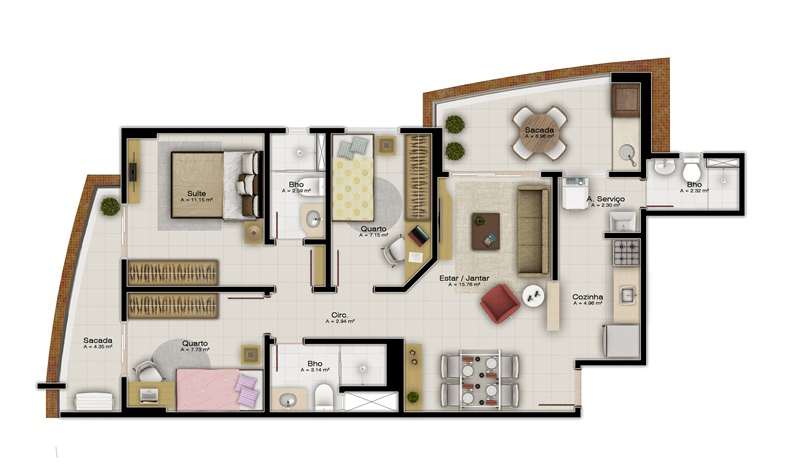 Sacada
A = 6.98 m²
Bho
A = 2.59 m²
Suíte
A = 11.15 m²
Bho
A = 2.32 m²
A. Serviço
A = 2.30 m²
Quarto
A = 7.15 m²
Estar / Jantar
A = 15.76 m²
Cozinha
A = 4.96 m²
Circ.
A = 2.94 m²
Sacada
A = 4.35 m²
Quarto
A = 7.73 m²
Bho
A = 3.14 m²